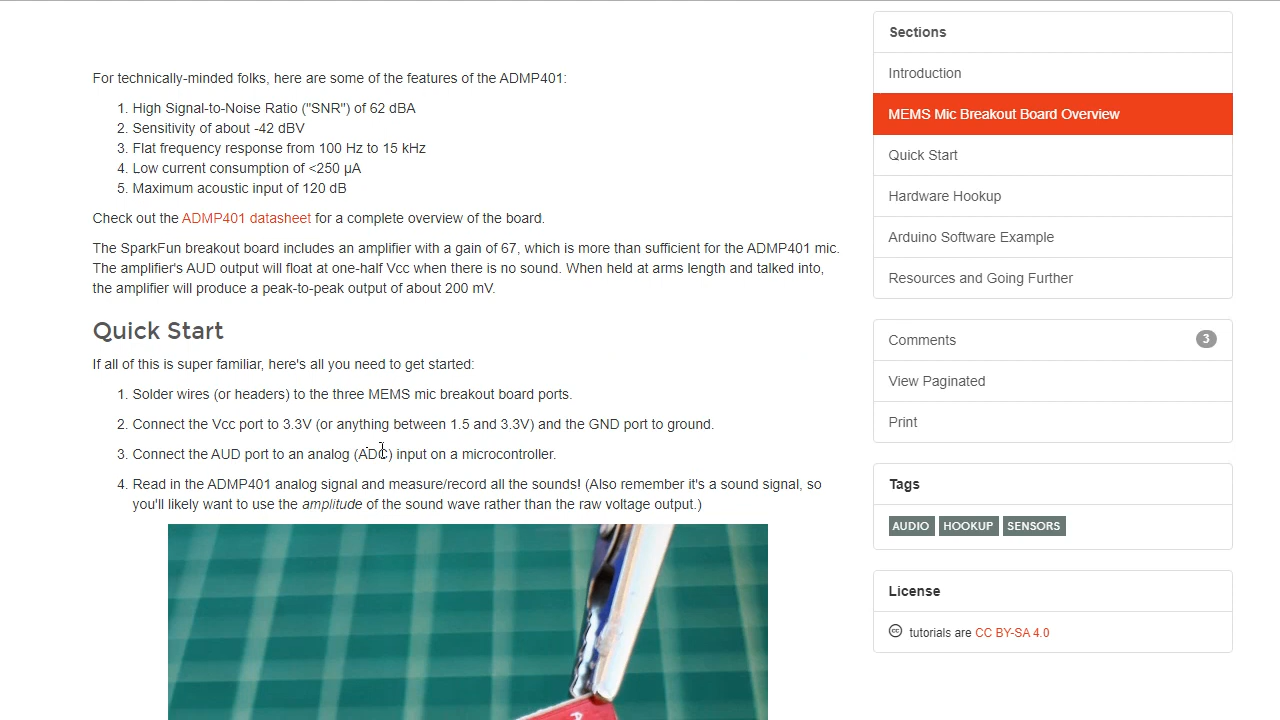 For technically-minded folks, here are some of the features of the ADMP401:
1. High Signal-to-Noise Ratio ("SNR") of 62 dBA
2. Sensitivity of about -42 dBV
3. Flat frequency response from 100 Hz to 15 kHz
4. Low current consumption of <250 µA
5. Maximum acoustic input of 120 dB
Check out the ADMP401 datasheet for a complete overview of the board.
The SparkFun breakout board includes an amplifier with a gain of 67, which is more than sufficient for the ADMP401 mic.
The amplifier's AUD output will float at one-half Vcc when there is no sound. When held at arms length and talked into,
the amplifier will produce a peak-to-peak output of about 200 mV.
Quick Start
If all of this is super familiar, here's all you need to get started:
1. Solder wires (or headers) to the three MEMS mic breakout board ports.
2. Connect the Vcc port to 3.3V (or anything between 1.5 and 3.3V) and the GND port to ground.
3. Connect the AUD port to an analog (ADC) input on a microcontroller.
4. Read in the ADMP401 analog signal and measure/record all the sounds! (Also remember it's a sound signal, so
you'll likely want to use the amplitude of the sound wave rather than the raw voltage output.)
Sections
Introduction
MEMS Mic Breakout Board Overview
Quick Start
Hardware Hookup
Arduino Software Example
Resources and Going Further
Comments 3
View Paginated
Print
Tags
AUDIO HOOKUP SENSORS
License
cc tutorials are CC BY-SA 4.0